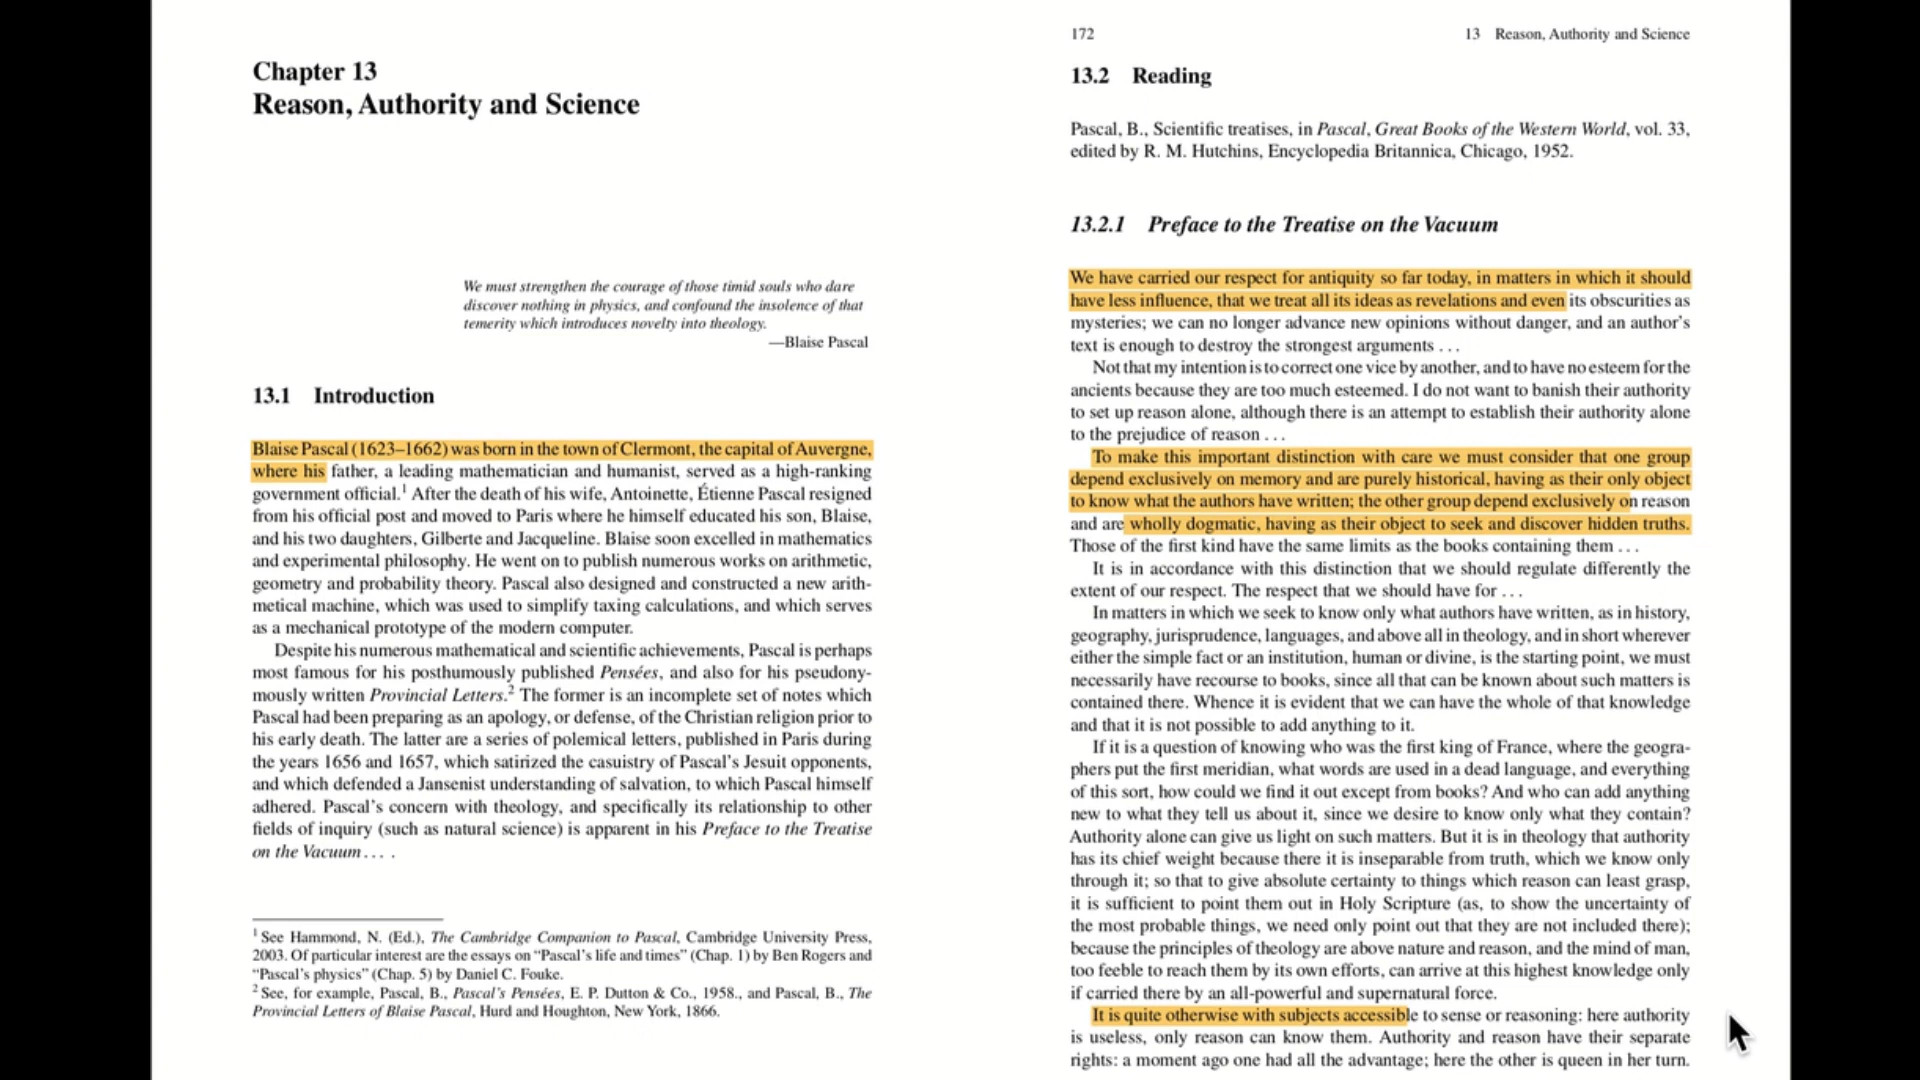 Chapter 13
Reason, Authority and Science
We must strengthen the courage of those timid souls who dare
discover nothing in physics, and confound the insolence of that
temerity which introduces novelty into theology.
—Blaise Pascal
13.1 Introduction
Blaise Pascal (1623–1662) was born in the town of Clermont, the capital of Auvergne,
where his father, a leading mathematician and humanist, served as a high-ranking
government official.1 After the death of his wife, Antoinette, Étienne Pascal resigned
from his official post and moved to Paris where he himself educated his son, Blaise,
and his two daughters, Gilberte and Jacqueline. Blaise soon excelled in mathematics
and experimental philosophy. He went on to publish numerous works on arithmetic,
geometry and probability theory. Pascal also designed and constructed a new arith-
metical machine, which was used to simplify taxing calculations, and which serves
as a mechanical prototype of the modern computer.
Despite his numerous mathematical and scientific achievements, Pascal is perhaps
most famous for his posthumously published Pensées, and also for his pseudony-
mously written Provincial Letters.2 The former is an incomplete set of notes which
Pascal had been preparing as an apology, or defense, of the Christian religion prior to
his early death. The latter are a series of polemical letters, published in Paris during
the years 1656 and 1657, which satirized the casuistry of Pascal's Jesuit opponents,
and which defended a Jansenist understanding of salvation, to which Pascal himself
adhered. Pascal's concern with theology, and specifically its relationship to other
fields of inquiry (such as natural science) is apparent in his Preface to the Treatise
on the Vacuum . . . .
1 See Hammond, N. (Ed.), The Cambridge Companion to Pascal, Cambridge University Press,
2003. Of particular interest are the essays on “Pascal's life and times” (Chap. 1) by Ben Rogers and
“Pascal's physics” (Chap. 5) by Daniel C. Fouke.
2 See, for example, Pascal, B., Pascal's Pensées, E. P. Dutton & Co., 1958., and Pascal, B., The
Provincial Letters of Blaise Pascal, Hurd and Houghton, New York, 1866.
172 13 Reason, Authority and Science
13.2 Reading
Pascal, B., Scientific treatises, in Pascal, Great Books of the Western World, vol. 33,
edited by R. M. Hutchins, Encyclopedia Britannica, Chicago, 1952.
13.2.1 Preface to the Treatise on the Vacuum
We have carried our respect for antiquity so far today, in matters in which it should
have less influence, that we treat all its ideas as revelations and even its obscurities as
mysteries; we can no longer advance new opinions without danger, and an author's
text is enough to destroy the strongest arguments . . .
Not that my intention is to correct one vice by another, and to have no esteem for the
ancients because they are too much esteemed. I do not want to banish their authority
to set up reason alone, although there is an attempt to establish their authority alone
to the prejudice of reason . . .
To make this important distinction with care we must consider that one group
depend exclusively on memory and are purely historical, having as their only object
to know what the authors have written; the other group depend exclusively on reason
and are wholly dogmatic, having as their object to seek and discover hidden truths.
Those of the first kind have the same limits as the books containing them . . .
It is in accordance with this distinction that we should regulate differently the
extent of our respect. The respect that we should have for . . .
In matters in which we seek to know only what authors have written, as in history,
geography, jurisprudence, languages, and above all in theology, and in short wherever
either the simple fact or an institution, human or divine, is the starting point, we must
necessarily have recourse to books, since all that can be known about such matters is
contained there. Whence it is evident that we can have the whole of that knowledge
and that it is not possible to add anything to it.
If it is a question of knowing who was the first king of France, where the geogra-
phers put the first meridian, what words are used in a dead language, and everything
of this sort, how could we find it out except from books? And who can add anything
new to what they tell us about it, since we desire to know only what they contain?
Authority alone can give us light on such matters. But it is in theology that authority
has its chief weight because there it is inseparable from truth, which we know only
through it; so that to give absolute certainty to things which reason can least grasp,
it is sufficient to point them out in Holy Scripture (as, to show the uncertainty of
the most probable things, we need only point out that they are not included there);
because the principles of theology are above nature and reason, and the mind of man,
too feeble to reach them by its own efforts, can arrive at this highest knowledge only
if carried there by an all-powerful and supernatural force.
It is quite otherwise with subjects accessible to sense or reasoning: here authority
is useless, only reason can know them. Authority and reason have their separate
rights: a moment ago one had all the advantage; here the other is queen in her turn.